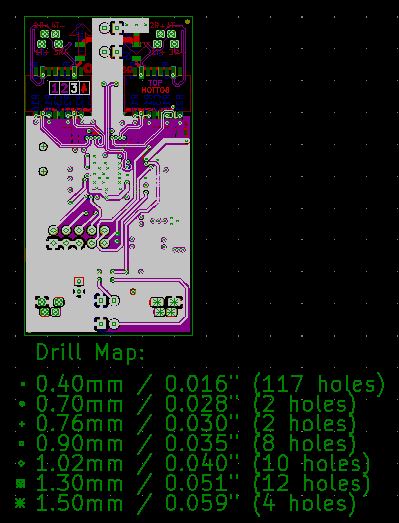 1 2 3 4
TOP
BOTTOM
Drill Map:
0.40mm / 0.016" (117 holes)
0.70mm / 0.028" (2 holes)
0.76mm / 0.030" (2 holes)
0.90mm / 0.035" (8 holes)
1.02mm / 0.040" (10 holes)
1.30mm / 0.051" (12 holes)
1.50mm / 0.059" (4 holes)